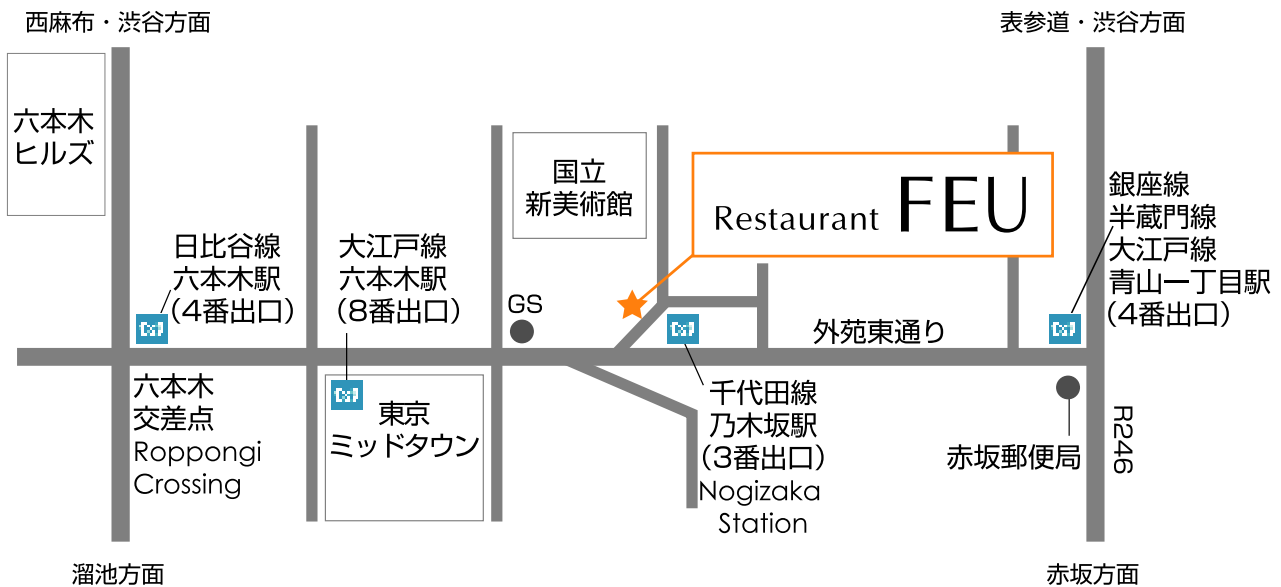 西麻布・渋谷方面
表参道・渋谷方面
六本木
ヒルズ
国立
新美術館
Restaurant FEU
銀座線
半蔵門線
大江戸線
青山一丁目駅
(4番出口)
日比谷線
六本木駅
(4番出口)
大江戸線
六本木駅
(8番出口)
GS
外苑東通り
六本木
交差点
Roppongi
Crossing
東京
ミッドタウン
千代田線
乃木坂駅
(3番出口)
Nogizaka
Station
赤坂郵便局
R246
溜池方面
赤坂方面